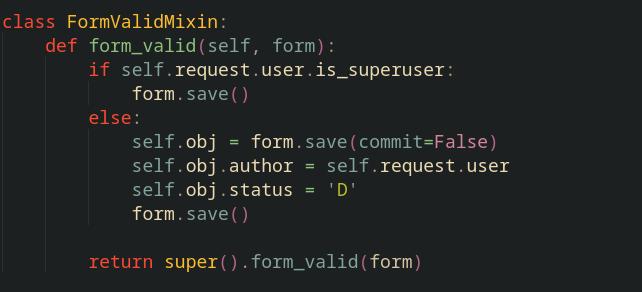 class FormValidMixin:
    def form_valid(self, form):
        if self.request.user.is_superuser:
            form.save()
        else:
            self.obj = form.save(commit=False)
            self.obj.author = self.request.user
            self.obj.status = 'D'
            form.save()

        return super().form_valid(form)